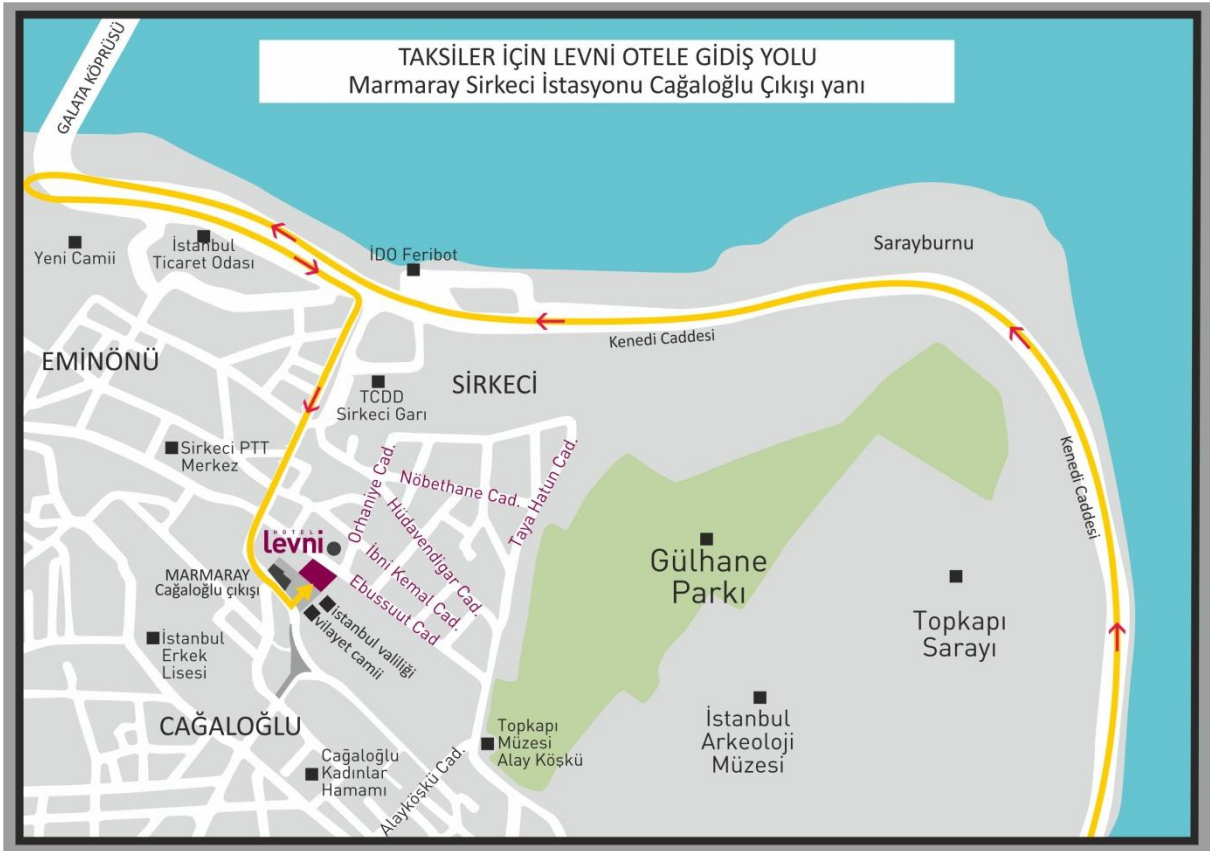 TAKSİLER İÇİN LEVNİ OTELE GİDİŞ YOLU
Marmaray Sirkeci İstasyonu Cağaloğlu Çıkışı yanı
GALATA KÖPRÜSÜ
Sarayburnu
Yeni Camii
İstanbul
Ticaret Odası
İDO Feribot
Kenedi Caddesi
EMİNÖNÜ
SİRKECİ
TCDD
Sirkeci Garı
Sirkeci PTT
Merkez
Orhaniye Cad.
Nöbethane Cad.
Hüdavendigar Cad.
Taya Hatun Cad.
İbni Kemal Cad.
Ebussuut Cad
Kenedi Caddesi
HOTEL
levni
MARMARAY
Cağaloğlu çıkışı
istanbul valiliği
vilayet camii
Gülhane
Parkı
Topkapı
Sarayı
İstanbul
Erkek
Lisesi
CAĞALOĞLU
Topkapı
Müzesi
Alay Köşkü
İstanbul
Arkeoloji
Müzesi
Cağaloğlu
Kadınlar
Hamamı
Alayköşkü Cad.